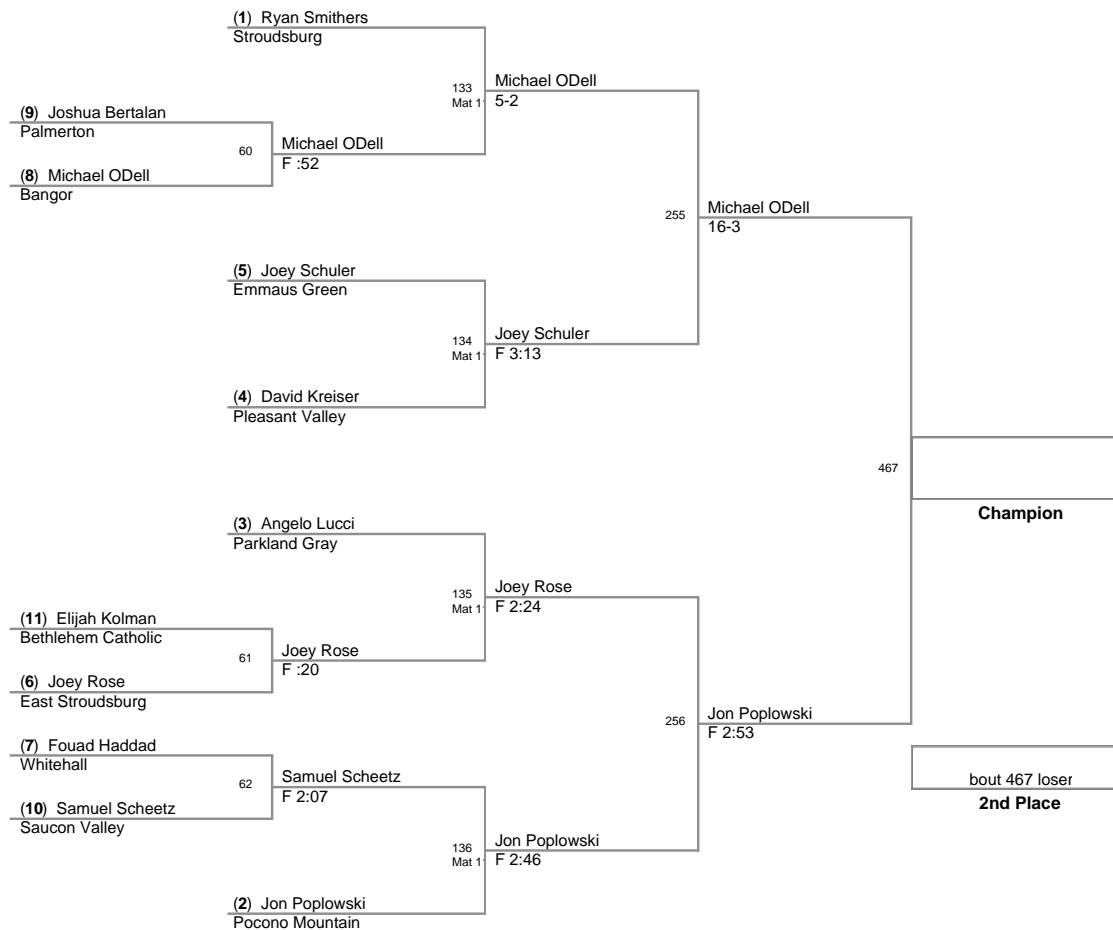 (1) Ryan Smithers
Stroudsburg
133
Mat 1
Michael ODell
5-2
(9) Joshua Bertalan
Palmerton
60
Michael ODell
F :52
(8) Michael ODell
Bangor
255
Michael ODell
16-3
(5) Joey Schuler
Emmaus Green
134
Mat 1
Joey Schuler
F 3:13
(4) David Kreiser
Pleasant Valley
467
Champion
(3) Angelo Lucci
Parkland Gray
135
Mat 1
Joey Rose
F 2:24
(11) Elijah Kolman
Bethlehem Catholic
61
Joey Rose
F :20
(6) Joey Rose
East Stroudsburg
256
Jon Poplowski
F 2:53
(7) Fouad Haddad
Whitehall
62
Samuel Scheetz
F 2:07
(10) Samuel Scheetz
Saucon Valley
bout 467 loser
2nd Place
136
Mat 1
Jon Poplowski
F 2:46
(2) Jon Poplowski
Pocono Mountain